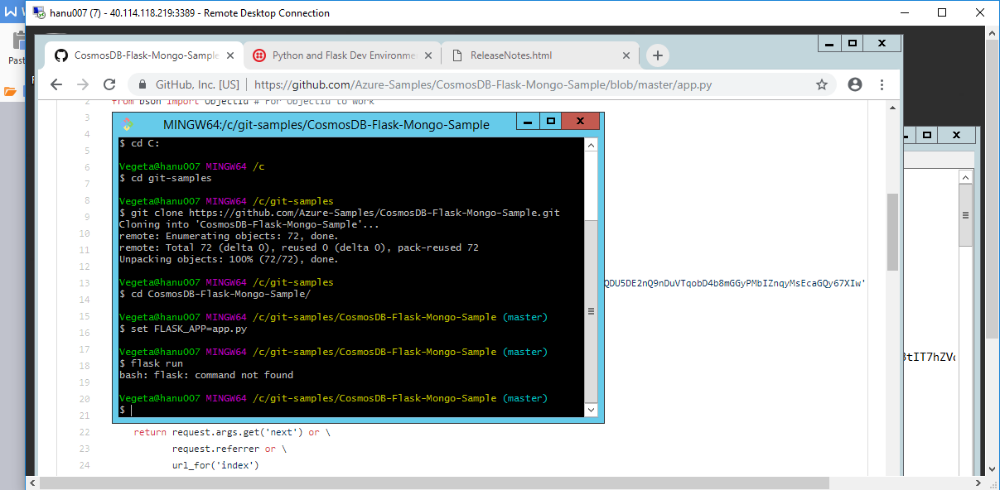 hanu007 (7) - 40.114.118.219:3389 - Remote Desktop Connection
Past
CosmosDB-Flask-Mongo-Sample
Python and Flask Dev Environme
ReleaseNotes.html
GitHub, Inc. [US]
https://github.com/Azure-Samples/CosmosDB-Flask-Mongo-Sample/blob/master/app.py
2 from bson import ObjectId # For ObjectId to work
3
4
5
6
7
8
9
10
11
12
13
14
15
16
17
18
19
20
21
MINGW64:/c/git-samples/CosmosDB-Flask-Mongo-Sample
$ cd C:
Vegeta@hanu007 MINGW64 /c
$ cd git-samples
Vegeta@hanu007 MINGW64 /c/git-samples
$ git clone https://github.com/Azure-Samples/CosmosDB-Flask-Mongo-Sample.git
Cloning into 'CosmosDB-Flask-Mongo-Sample'...
remote: Enumerating objects: 72, done.
remote: Total 72 (delta 0), reused 0 (delta 0), pack-reused 72
Unpacking objects: 100% (72/72), done.
Vegeta@hanu007 MINGW64 /c/git-samples
$ cd CosmosDB-Flask-Mongo-Sample/
Vegeta@hanu007 MINGW64 /c/git-samples/CosmosDB-Flask-Mongo-Sample (master)
$ set FLASK_APP=app.py
Vegeta@hanu007 MINGW64 /c/git-samples/CosmosDB-Flask-Mongo-Sample (master)
$ flask run
bash: flask: command not found
Vegeta@hanu007 MINGW64 /c/git-samples/CosmosDB-Flask-Mongo-Sample (master)
$
QDU5DE2nQ9nDuVTqobD4b8mGGyPMbIZnqyMsEcaGQy67XIw'
tIT7hZV
22 return request.args.get('next') or \
23 request.referrer or \
24 url_for('index')